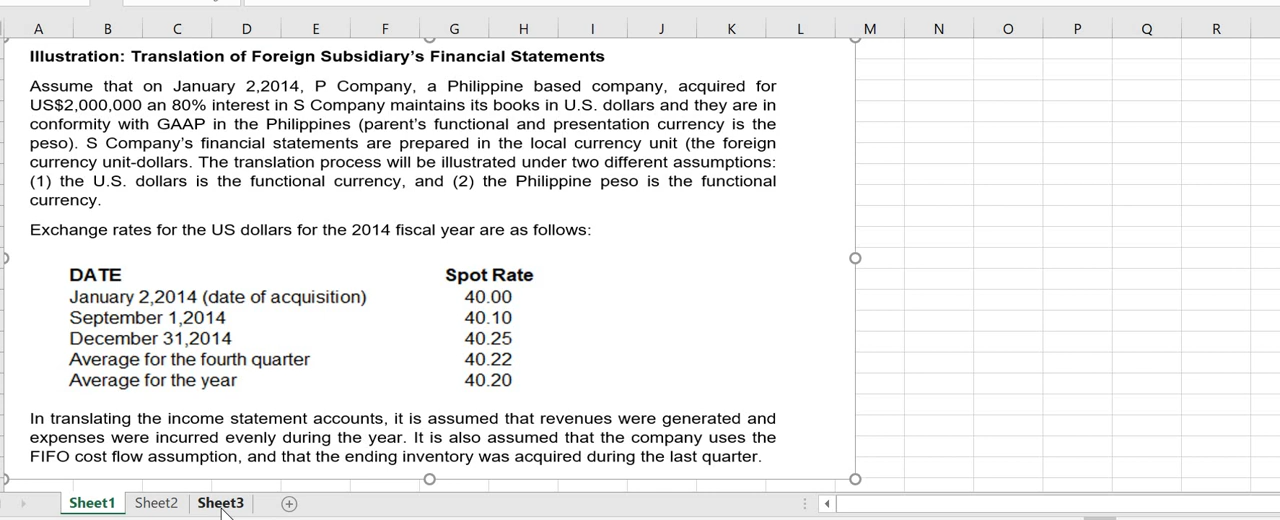 A B C D E F G H I J K L M N O P Q R
Illustration: Translation of Foreign Subsidiary's Financial Statements
Assume that on January 2,2014, P Company, a Philippine based company, acquired for
US$2,000,000 an 80% interest in S Company maintains its books in U.S. dollars and they are in
conformity with GAAP in the Philippines (parent's functional and presentation currency is the
peso). S Company's financial statements are prepared in the local currency unit (the foreign
currency unit-dollars. The translation process will be illustrated under two different assumptions:
(1) the U.S. dollars is the functional currency, and (2) the Philippine peso is the functional
currency.
Exchange rates for the US dollars for the 2014 fiscal year are as follows:
DATE Spot Rate
January 2,2014 (date of acquisition) 40.00
September 1,2014 40.10
December 31,2014 40.25
Average for the fourth quarter 40.22
Average for the year 40.20
In translating the income statement accounts, it is assumed that revenues were generated and
expenses were incurred evenly during the year. It is also assumed that the company uses the
FIFO cost flow assumption, and that the ending inventory was acquired during the last quarter.
Sheet1 Sheet2 Sheet3